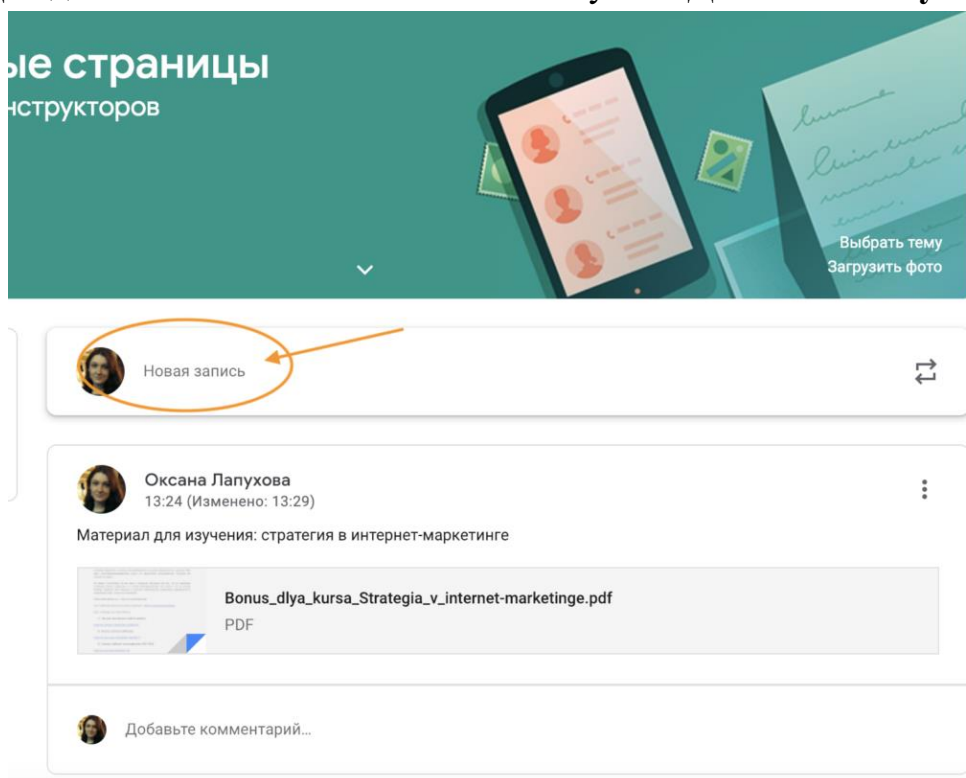 ые страницы
нструкторов
Выбрать тему
Загрузить фото
Новая запись
Оксана Лапухова
13:24 (Изменено: 13:29)
Материал для изучения: стратегия в интернет-маркетинге
Bonus_dlya_kursa_Strategia_v_internet-marketinge.pdf
PDF
Добавьте комментарий...